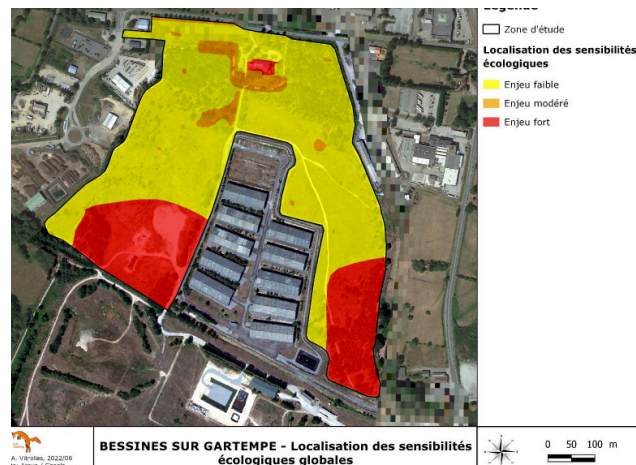 Légende
Zone d'étude
Localisation des sensibilités
écologiques
Enjeu faible
Enjeu modéré
Enjeu fort
A. Vitrolles, 2022/06
BESSINES SUR GARTEMPE - Localisation des sensibilités
écologiques globales
0 50 100 m